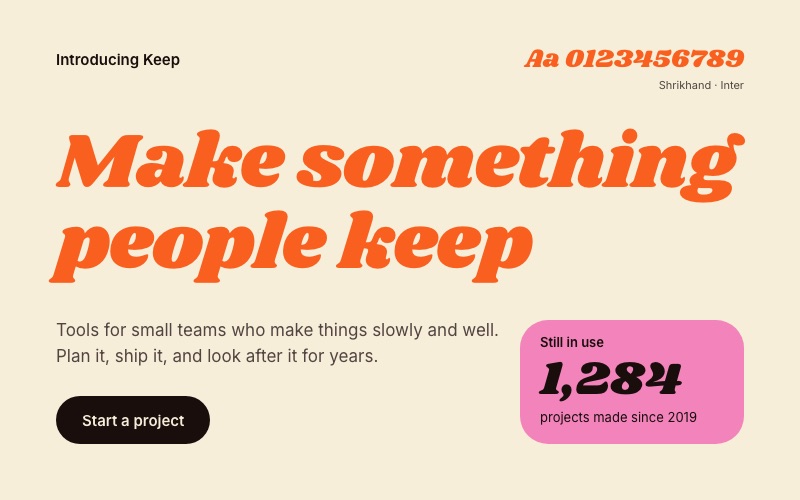 Introducing Keep
Aa 0123456789
Shrikhand · Inter
Make something
people keep
Tools for small teams who make things slowly and well.
Plan it, ship it, and look after it for years.
Start a project
Still in use
1,284
projects made since 2019